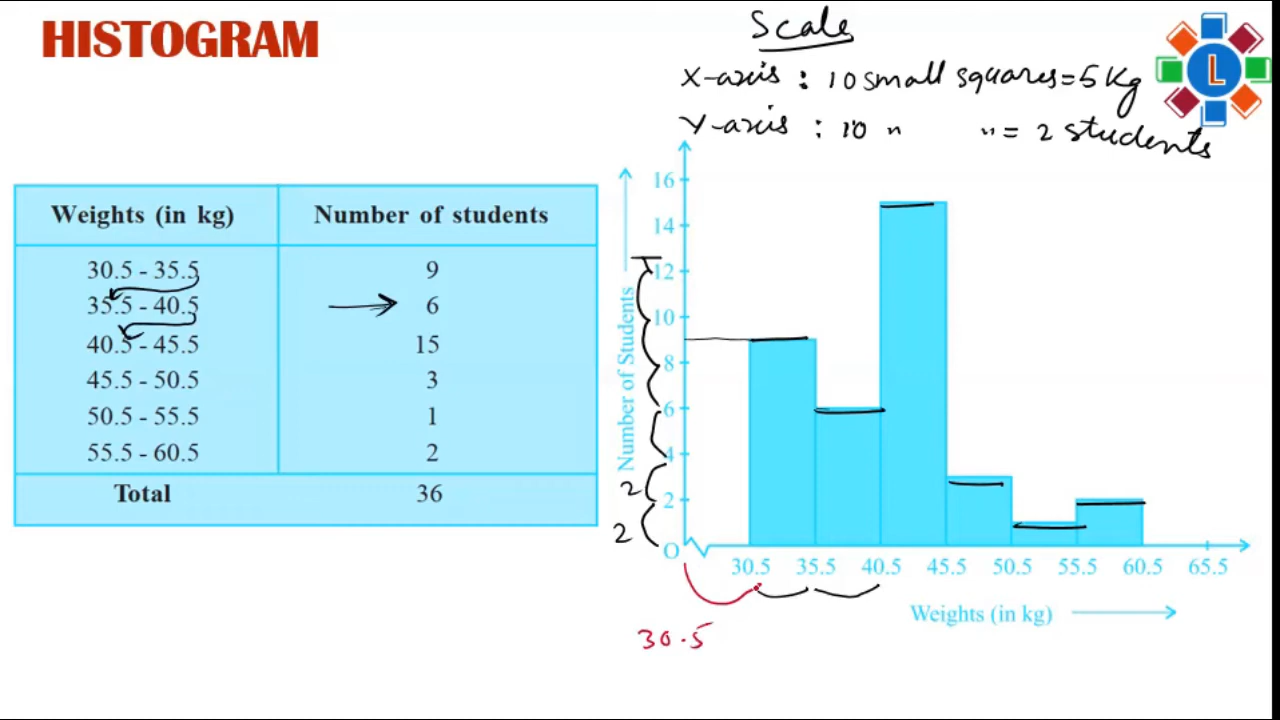 HISTOGRAM
Scale
X-axis : 10 small squares = 5 Kg
Y-axis : 10 " " = 2 students
L
Weights (in kg) Number of students
30.5 - 35.5 9
35.5 - 40.5 6
40.5 - 45.5 15
45.5 - 50.5 3
50.5 - 55.5 1
55.5 - 60.5 2
Total 36
Number of Students
16
14
12
10
8
6
4
2
O
2
2
30.5 35.5 40.5 45.5 50.5 55.5 60.5 65.5
Weights (in kg)
30.5